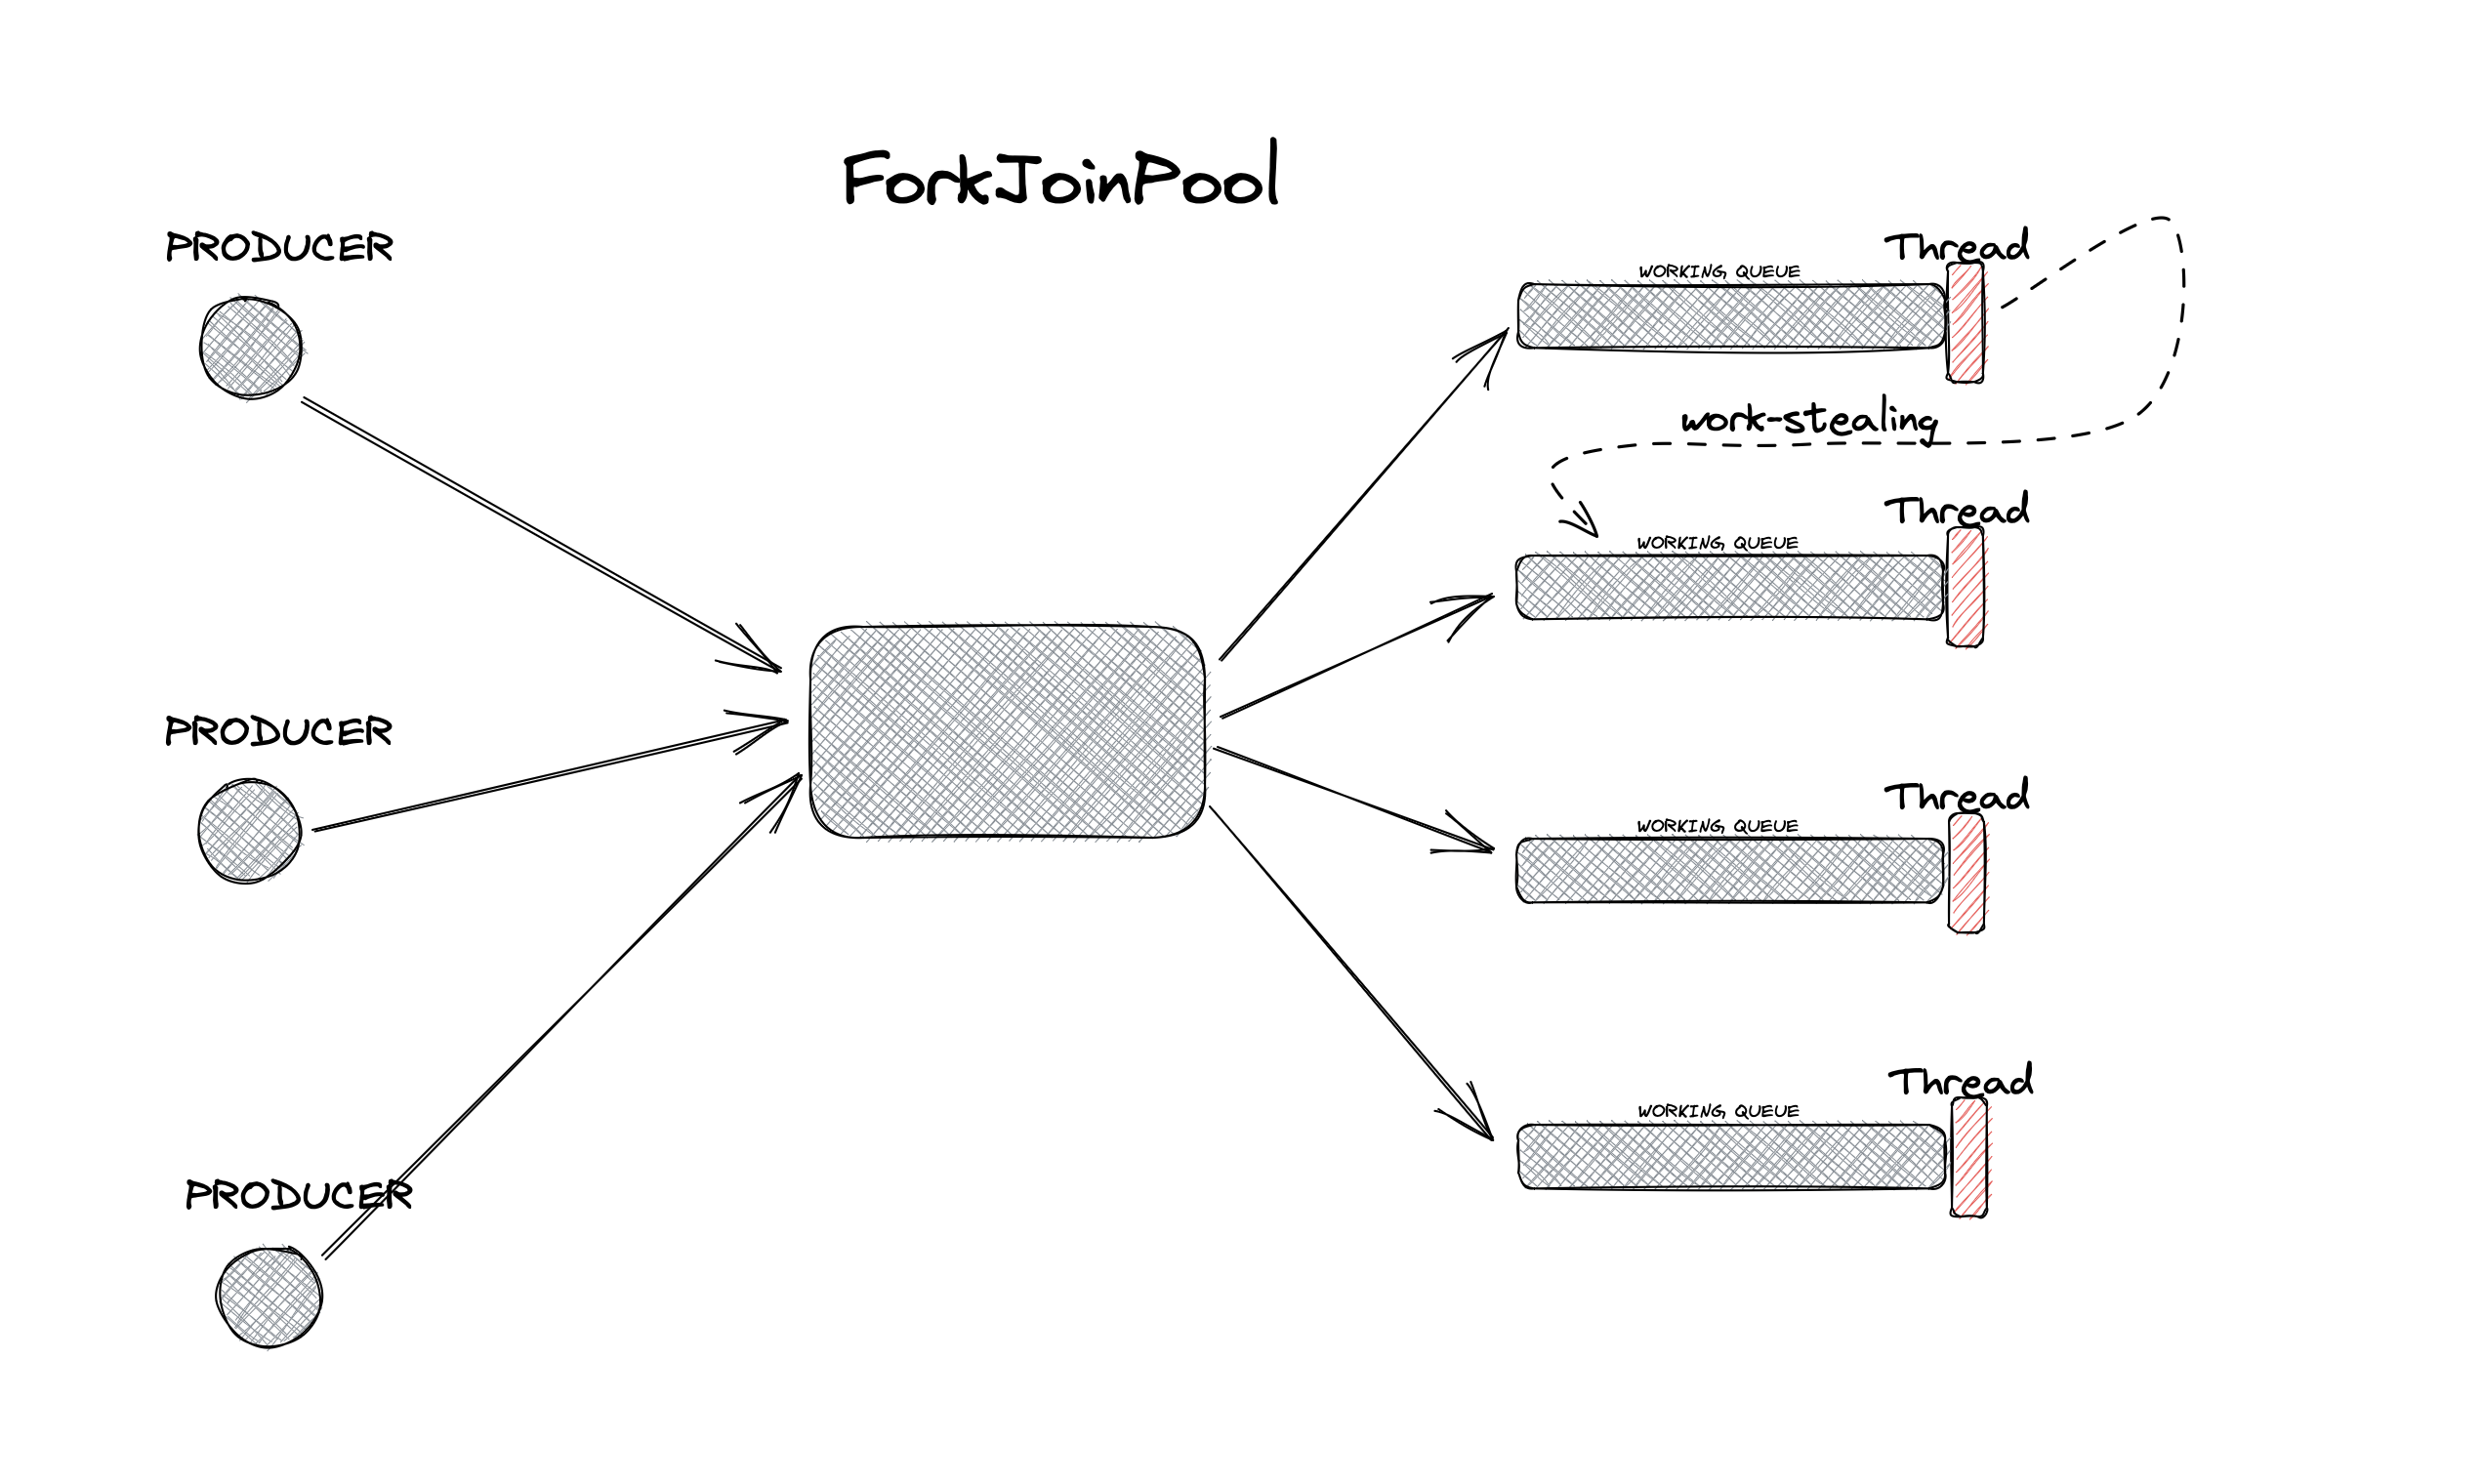 ForkJoinPool
PRODUCER
Thread
WORKING QUEUE
work-stealing
Thread
WORKING QUEUE
PRODUCER
Thread
WORKING QUEUE
Thread
WORKING QUEUE
PRODUCER